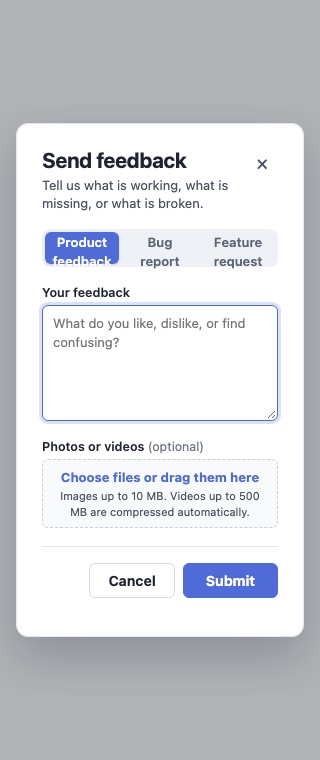 Send feedback
×
Tell us what is working, what is
missing, or what is broken.
Product
feedback
Bug
report
Feature
request
Your feedback
What do you like, dislike, or find
confusing?
Photos or videos (optional)
Choose files or drag them here
Images up to 10 MB. Videos up to 500
MB are compressed automatically.
Cancel
Submit